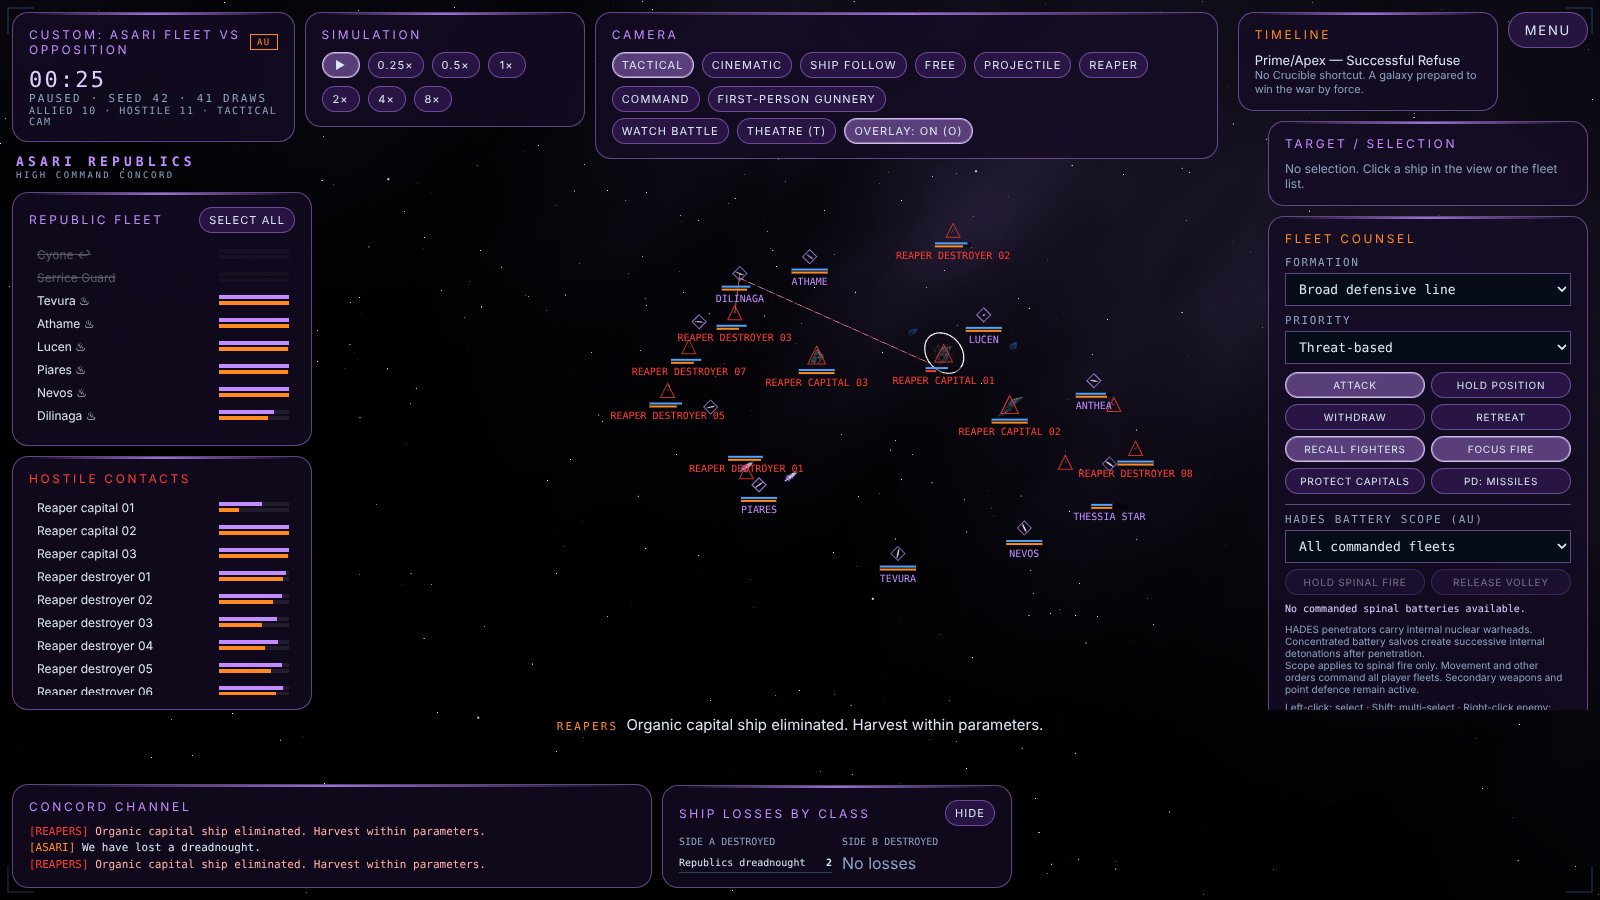 CUSTOM: ASARI FLEET VS
OPPOSITION
AU
00:25
PAUSED · SEED 42 · 41 DRAWS
ALLIED 10 · HOSTILE 11 · TACTICAL
CAM
SIMULATION
▶ 0.25× 0.5× 1×
2× 4× 8×
CAMERA
TACTICAL CINEMATIC SHIP FOLLOW FREE PROJECTILE REAPER
COMMAND FIRST-PERSON GUNNERY
WATCH BATTLE THEATRE (T) OVERLAY: ON (O)
TIMELINE
Prime/Apex — Successful Refuse
No Crucible shortcut. A galaxy prepared to
win the war by force.
MENU
ASARI REPUBLICS
HIGH COMMAND CONCORD
REPUBLIC FLEET
SELECT ALL
Cyone ↩
Serrice Guard
Tevura ♨
Athame ♨
Lucen ♨
Piares ♨
Nevos ♨
Dilinaga ♨
HOSTILE CONTACTS
Reaper capital 01
Reaper capital 02
Reaper capital 03
Reaper destroyer 01
Reaper destroyer 02
Reaper destroyer 03
Reaper destroyer 04
Reaper destroyer 05
Reaper destroyer 06
REAPER DESTROYER 02
ATHAME
DILINAGA
REAPER DESTROYER 03
LUCEN
REAPER DESTROYER 07
REAPER CAPITAL 03
REAPER CAPITAL 01
REAPER DESTROYER 05
ANTHEA
REAPER CAPITAL 02
REAPER DESTROYER 01
REAPER DESTROYER 08
PIARES
THESSIA STAR
NEVOS
TEVURA
TARGET / SELECTION
No selection. Click a ship in the view or the fleet
list.
FLEET COUNSEL
FORMATION
Broad defensive line
PRIORITY
Threat-based
ATTACK HOLD POSITION
WITHDRAW RETREAT
RECALL FIGHTERS FOCUS FIRE
PROTECT CAPITALS PD: MISSILES
HADES BATTERY SCOPE (AU)
All commanded fleets
HOLD SPINAL FIRE RELEASE VOLLEY
No commanded spinal batteries available.
HADES penetrators carry internal nuclear warheads.
Concentrated battery salvos create successive internal
detonations after penetration.
Scope applies to spinal fire only. Movement and other
orders command all player fleets. Secondary weapons and
point defence remain active.
Left-click: select · Shift: multi-select · Right-click enemy:
REAPERS Organic capital ship eliminated. Harvest within parameters.
CONCORD CHANNEL
[REAPERS] Organic capital ship eliminated. Harvest within parameters.
[ASARI] We have lost a dreadnought.
[REAPERS] Organic capital ship eliminated. Harvest within parameters.
SHIP LOSSES BY CLASS
HIDE
SIDE A DESTROYED
Republics dreadnought 2
SIDE B DESTROYED
No losses